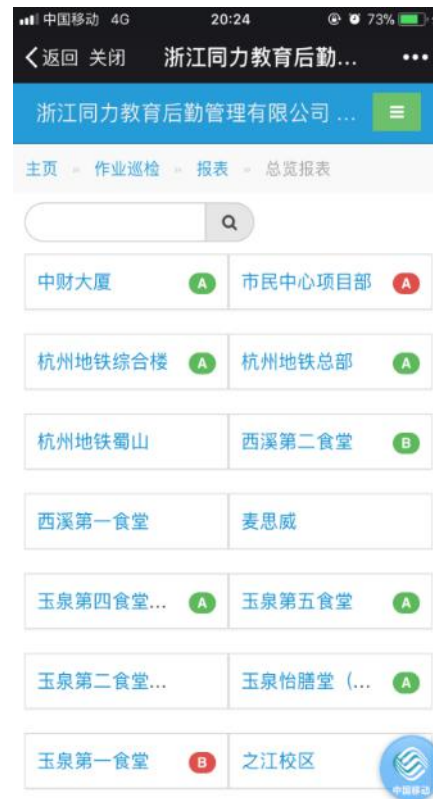 中国移动 4G 20:24 73%
返回 关闭 浙江同力教育后勤... •••
浙江同力教育后勤管理有限公司 ...
主页 » 作业巡检 » 报表 » 总览报表
中财大厦 A 市民中心项目部 A
杭州地铁综合楼 A 杭州地铁总部 A
杭州地铁蜀山 西溪第二食堂 B
西溪第一食堂 麦思威
玉泉第四食堂... A 玉泉第五食堂 A
玉泉第二食堂... 玉泉怡膳堂（... A
玉泉第一食堂 B 之江校区
中国移动